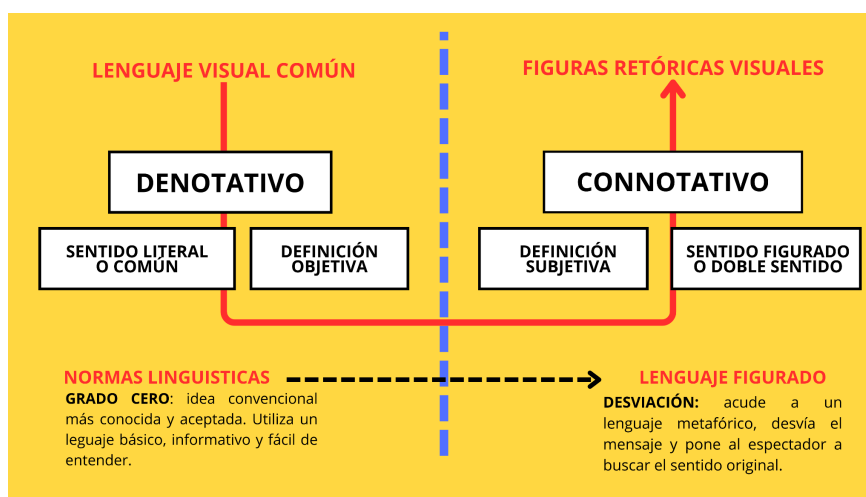 LENGUAJE VISUAL COMÚN
DENOTATIVO
SENTIDO LITERAL
O COMÚN
DEFINICIÓN
OBJETIVA
NORMAS LINGUISTICAS
GRADO CERO: idea convencional
más conocida y aceptada. Utiliza un
leguaje básico, informativo y fácil de
entender.
FIGURAS RETÓRICAS VISUALES
CONNOTATIVO
DEFINICIÓN
SUBJETIVA
SENTIDO FIGURADO
O DOBLE SENTIDO
LENGUAJE FIGURADO
DESVIACIÓN: acude a un
lenguaje metafórico, desvía el
mensaje y pone al espectador a
buscar el sentido original.